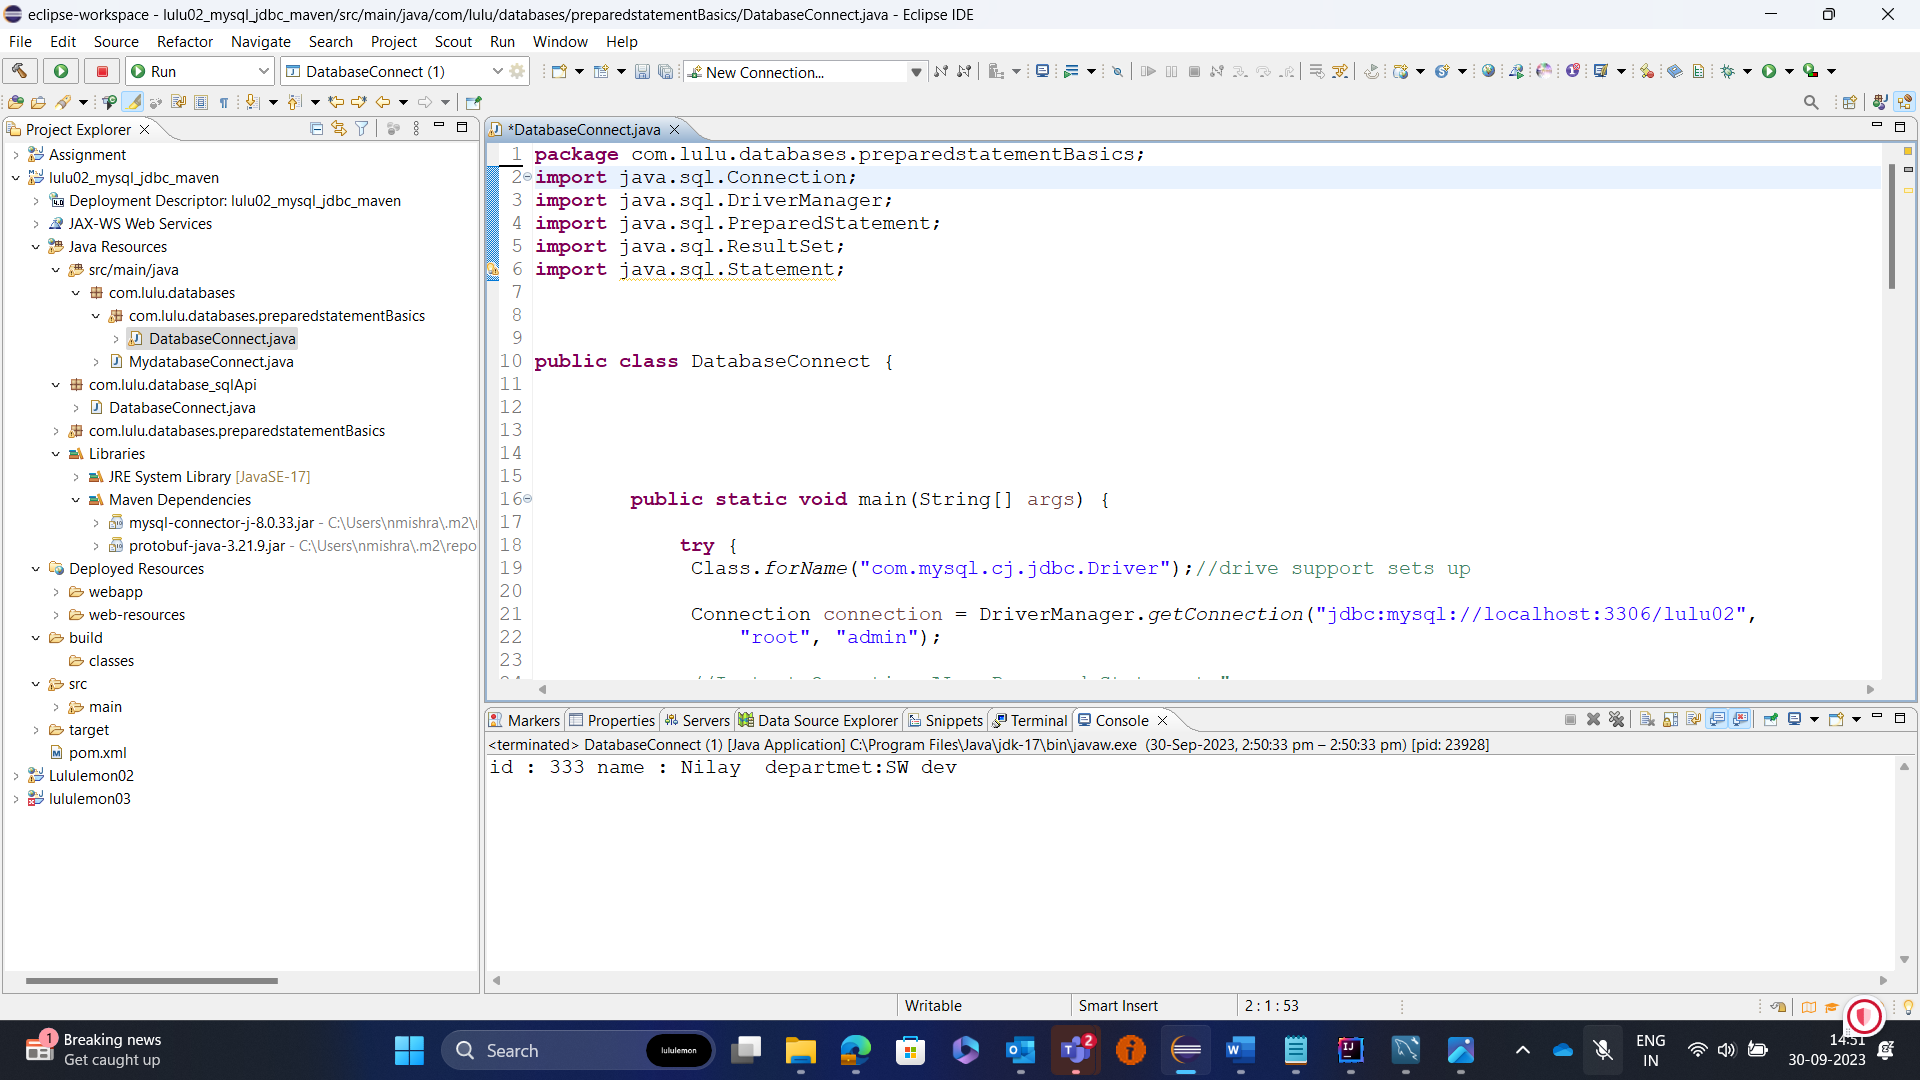 eclipse-workspace - lulu02_mysql_jdbc_maven/src/main/java/com/lulu/databases/preparedstatementBasics/DatabaseConnect.java - Eclipse IDE
File Edit Source Refactor Navigate Search Project Scout Run Window Help
Run DatabaseConnect (1) New Connection...
Project Explorer
Assignment
lulu02_mysql_jdbc_maven
Deployment Descriptor: lulu02_mysql_jdbc_maven
JAX-WS Web Services
Java Resources
src/main/java
com.lulu.databases
com.lulu.databases.preparedstatementBasics
DatabaseConnect.java
MydatabaseConnect.java
com.lulu.database_sqlApi
DatabaseConnect.java
com.lulu.databases.preparedstatementBasics
Libraries
JRE System Library [JavaSE-17]
Maven Dependencies
mysql-connector-j-8.0.33.jar - C:\Users\nmishra\.m2\
protobuf-java-3.21.9.jar - C:\Users\nmishra\.m2\repo
Deployed Resources
webapp
web-resources
build
classes
src
main
target
pom.xml
Lululemon02
lululemon03
*DatabaseConnect.java
1 package com.lulu.databases.preparedstatementBasics;
2 import java.sql.Connection;
3 import java.sql.DriverManager;
4 import java.sql.PreparedStatement;
5 import java.sql.ResultSet;
6 import java.sql.Statement;
7
8
9
10 public class DatabaseConnect {
11
12
13
14
15
16 public static void main(String[] args) {
17
18 try {
19 Class.forName("com.mysql.cj.jdbc.Driver");//drive support sets up
20
21 Connection connection = DriverManager.getConnection("jdbc:mysql://localhost:3306/lulu02",
22 "root", "admin");
23
Markers Properties Servers Data Source Explorer Snippets Terminal Console
<terminated> DatabaseConnect (1) [Java Application] C:\Program Files\Java\jdk-17\bin\javaw.exe (30-Sep-2023, 2:50:33 pm – 2:50:33 pm) [pid: 23928]
id : 333 name : Nilay departmet:SW dev
Writable Smart Insert 2 : 1 : 53
1 Breaking news
Get caught up
Search lululemon
2
ENG
IN
14:51
30-09-2023